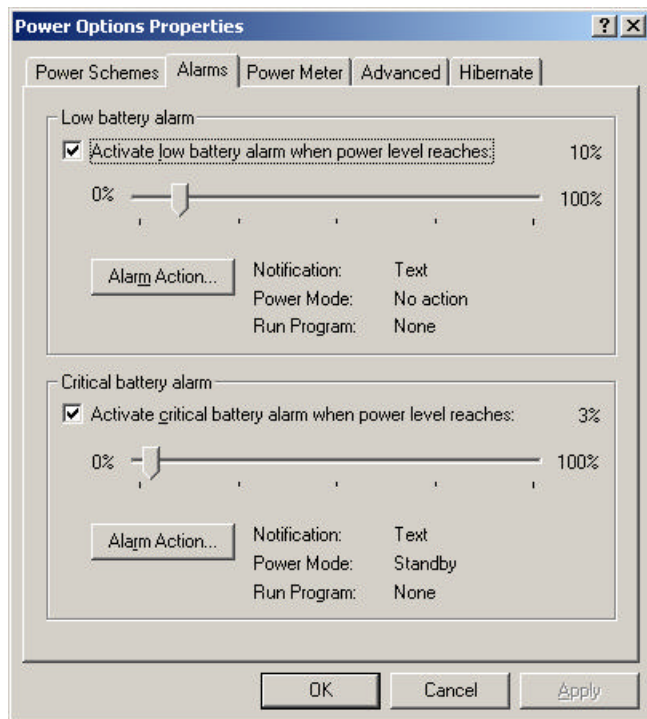 Power Options Properties
Power Schemes Alarms Power Meter Advanced Hibernate
Low battery alarm
Activate low battery alarm when power level reaches: 10%
0% 100%
Alarm Action... Notification: Text
Power Mode: No action
Run Program: None
Critical battery alarm
Activate critical battery alarm when power level reaches: 3%
0% 100%
Alarm Action... Notification: Text
Power Mode: Standby
Run Program: None
OK Cancel Apply